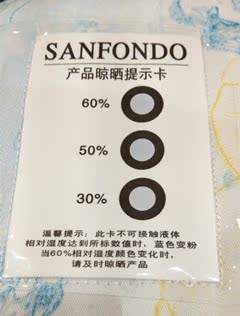 SANFONDO
产品晾晒提示卡
60%
50%
30%
温馨提示：此卡不可接触液体
相对湿度达到所标数值时，蓝色变粉
当60%相对湿度颜色变化时，
请及时晾晒产品